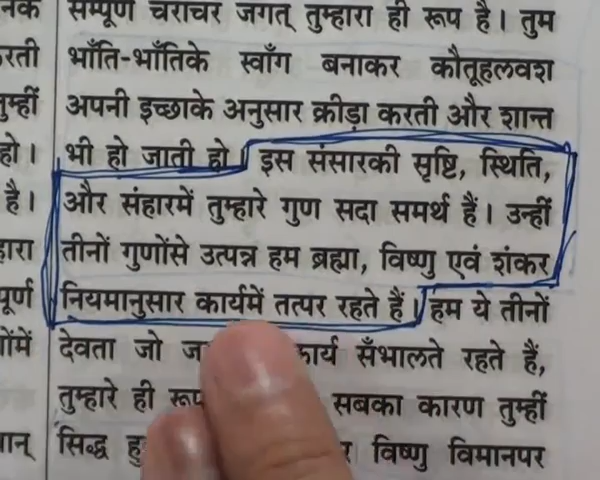 सम्पूर्ण चराचर जगत् तुम्हारा ही रूप है। तुम
रती
भाँति-भाँतिके स्वाँग बनाकर कौतूहलवश
तुम्हीं
अपनी इच्छाके अनुसार क्रीड़ा करती और शान्त
हो।
भी हो जाती हो। इस संसारकी सृष्टि, स्थिति,
है।
और संहारमें तुम्हारे गुण सदा समर्थ हैं। उन्हीं
हारा
तीनों गुणोंसे उत्पन्न हम ब्रह्मा, विष्णु एवं शंकर
पूर्ण
नियमानुसार कार्यमें तत्पर रहते हैं। हम ये तीनों
देवता जो कार्य सँभालते रहते हैं,
तुम्हारे ही सबका कारण तुम्हीं
सिद्ध विष्णु विमानपर